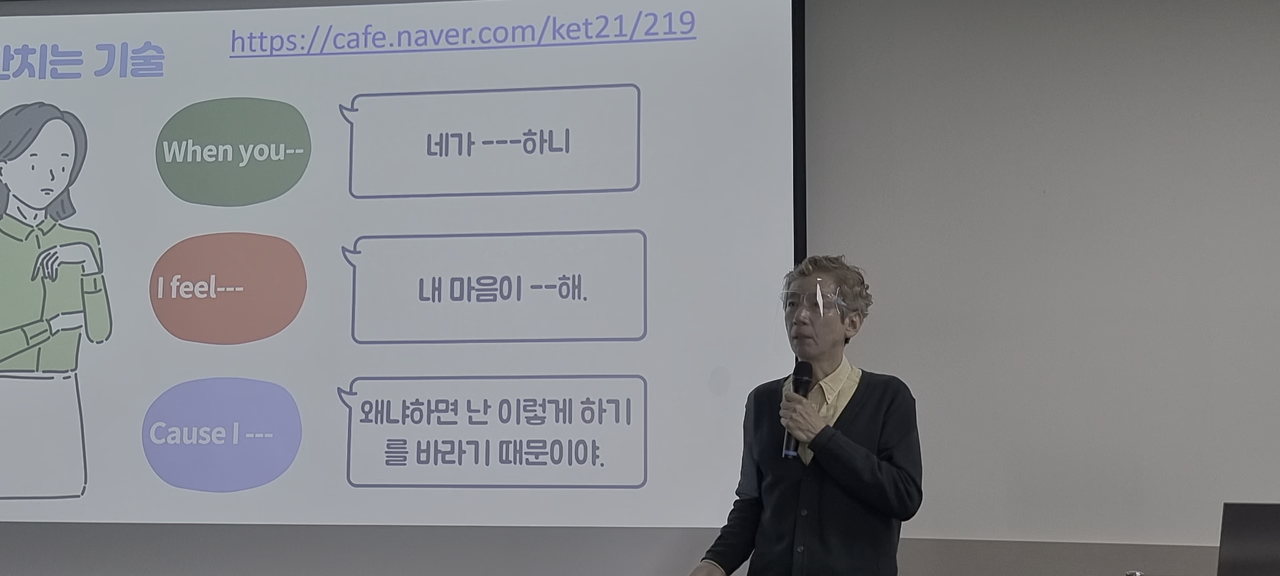 https://cafe.naver.com/ket21/219
치는 기술
When you--
네가 ---하니
I feel---
내 마음이 --해.
Cause I ---
왜냐하면 난 이렇게 하기
를 바라기 때문이야.